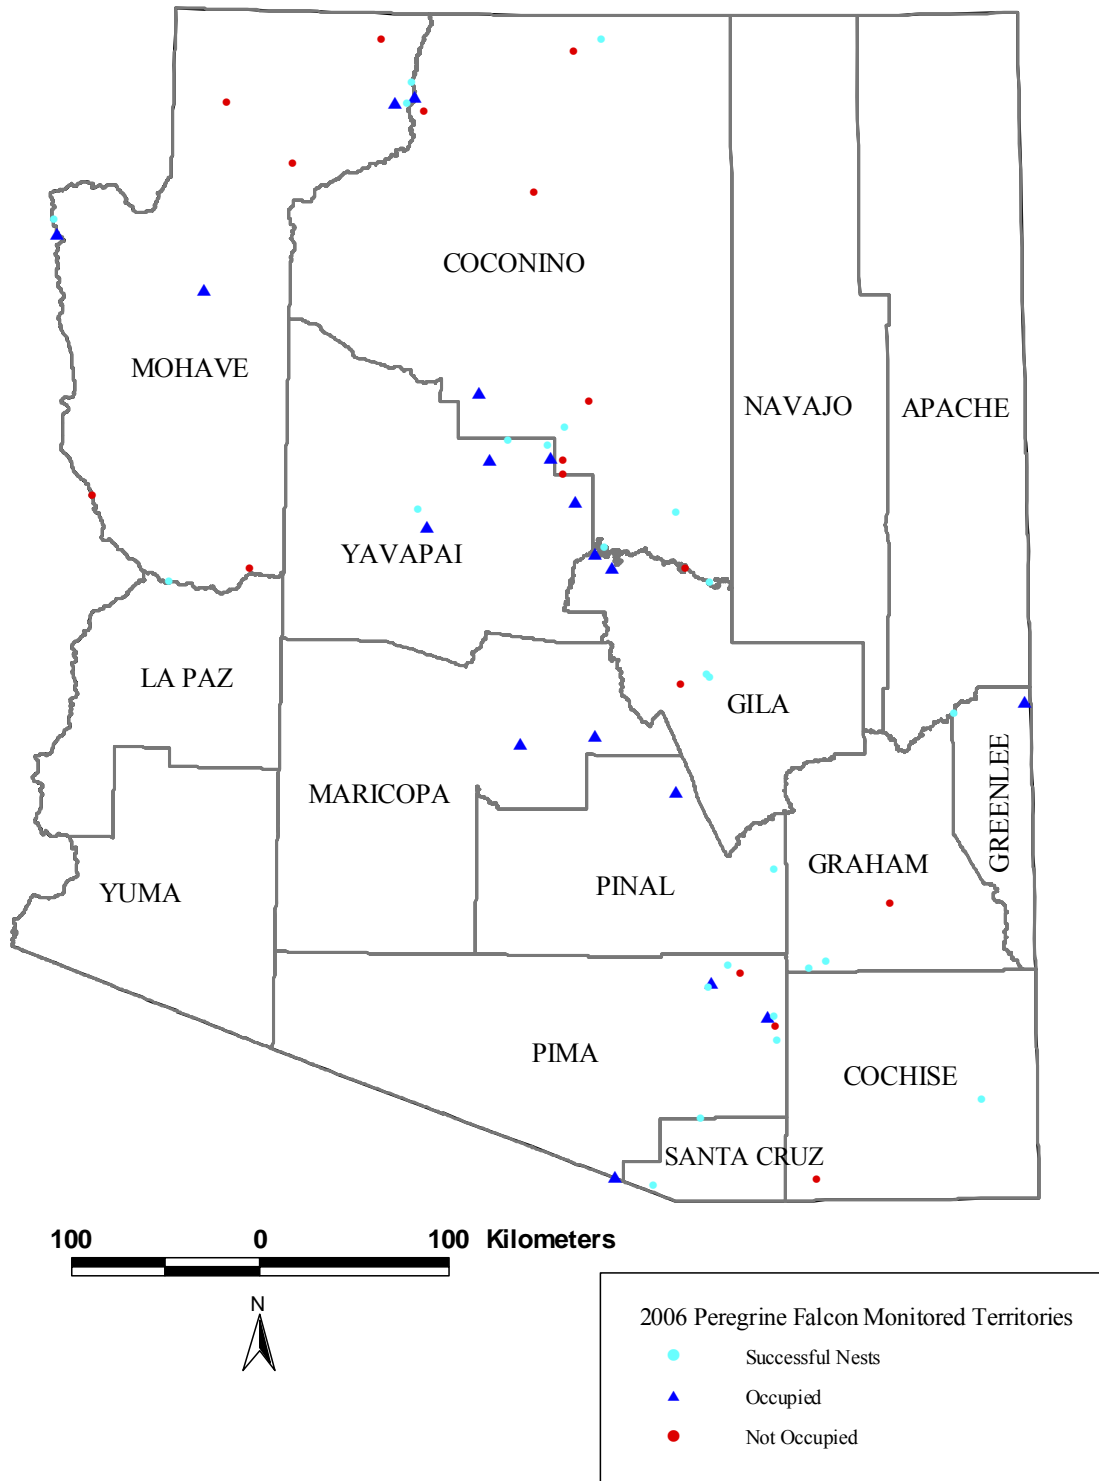 COCONINO
MOHAVE
NAVAJO
APACHE
YAVAPAI
LA PAZ
GILA
MARICOPA
GREENLEE
GRAHAM
PINAL
YUMA
PIMA
COCHISE
SANTA CRUZ
100 0 100 Kilometers
N
2006 Peregrine Falcon Monitored Territories
Successful Nests
Occupied
Not Occupied